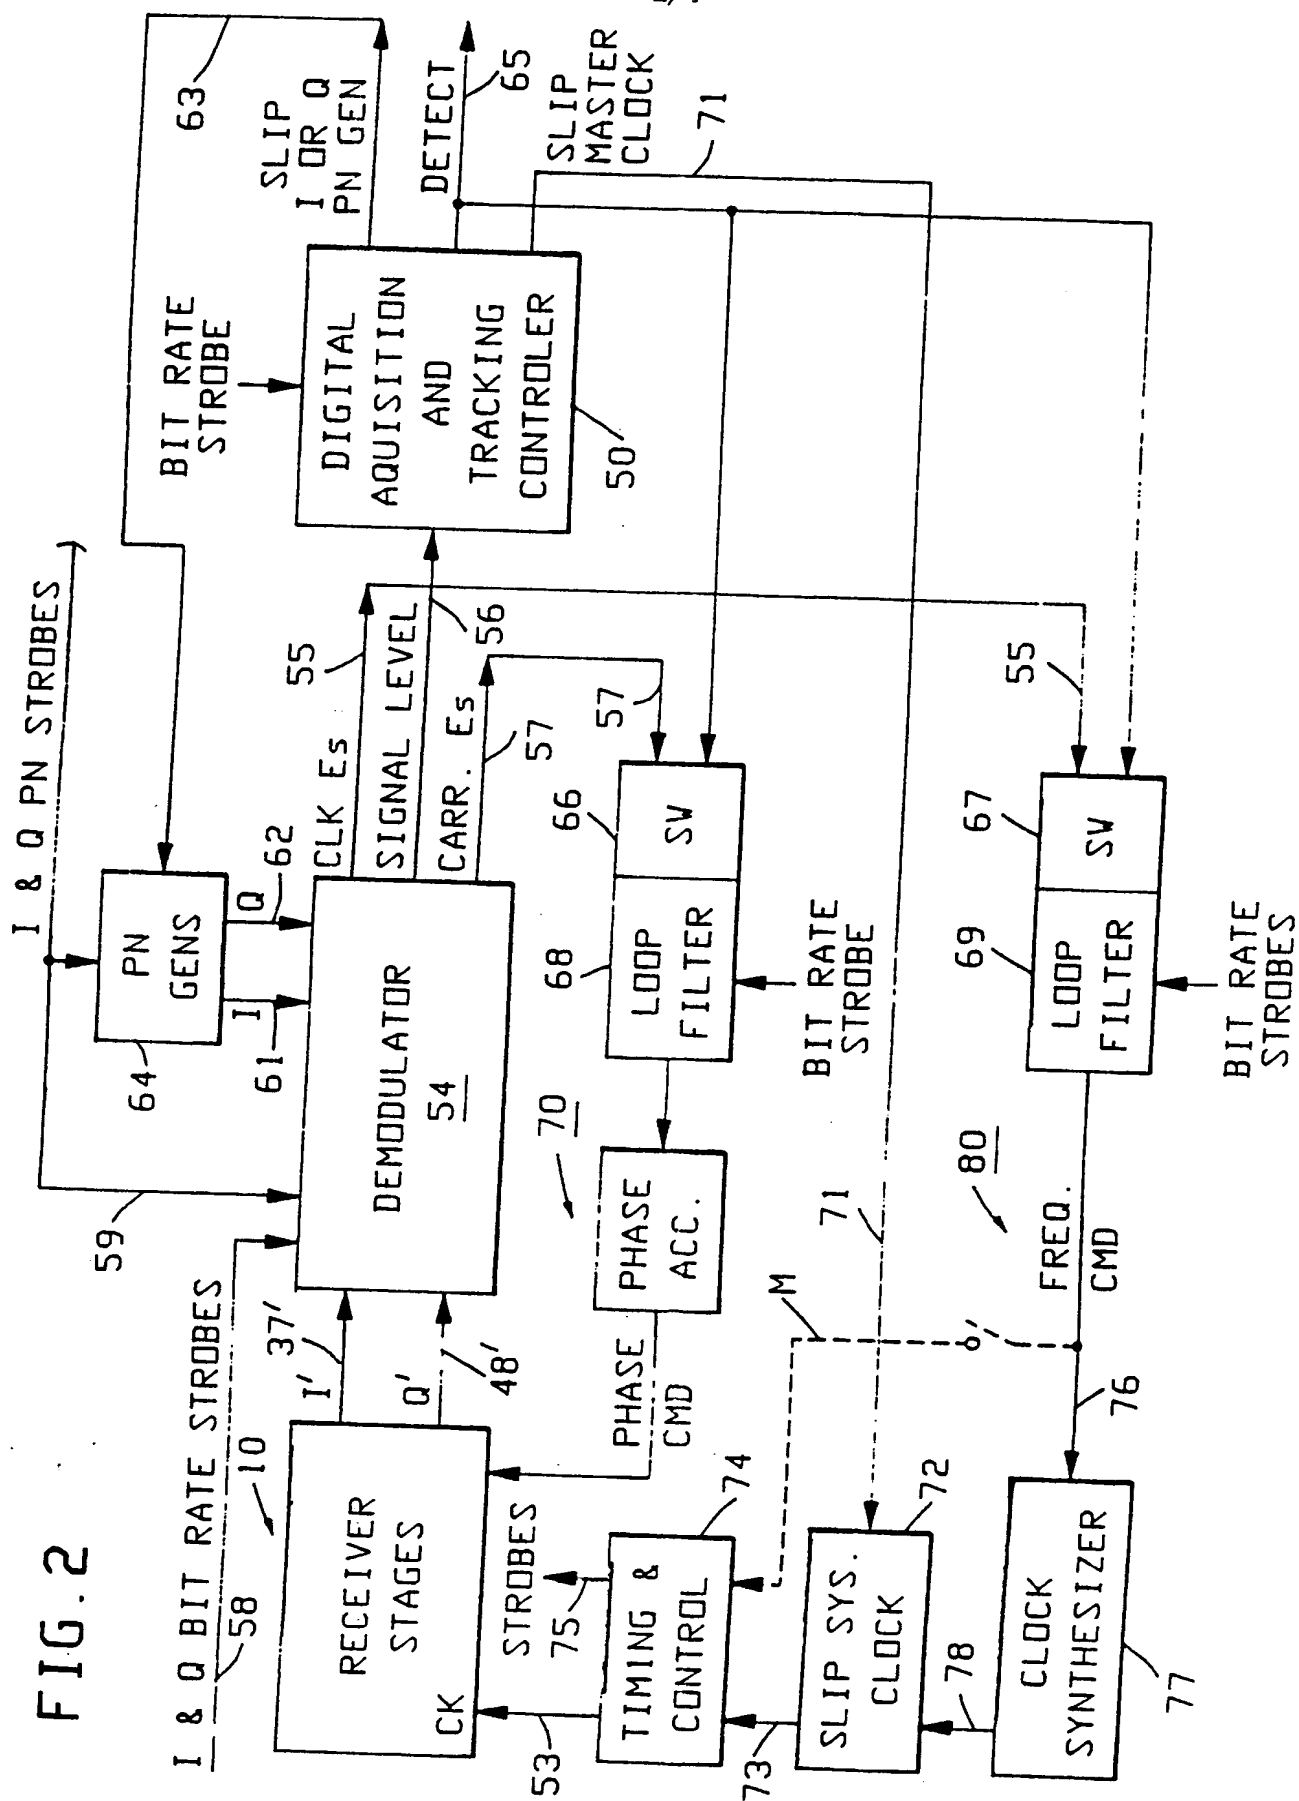 FIG. 2
I & Q BIT RATE STROBES
58
10
RECEIVER
STAGES
CK
I'
37'
Q'
48'
59
I & Q PN STROBES
PN
GENS
64
I
61
Q
62
DEMODULATOR
54
CLK Es
55
SIGNAL LEVEL
56
CARR. Es
57
63
BIT RATE
STROBE
DIGITAL
AQUISITION
AND
TRACKING
CONTROLER
50
SLIP
I OR Q
PN GEN
DETECT
65
SLIP
MASTER
CLOCK
71
57
66
SW
68
LOOP
FILTER
BIT RATE
STROBE
70
PHASE
ACC.
PHASE
CMD
STROBES
75
53
TIMING &
CONTROL
74
73
71
M
SLIP SYS.
CLOCK
72
78
55
67
SW
69
LOOP
FILTER
BIT RATE
STROBES
80
FREQ.
CMD
76
CLOCK
SYNTHESIZER
77